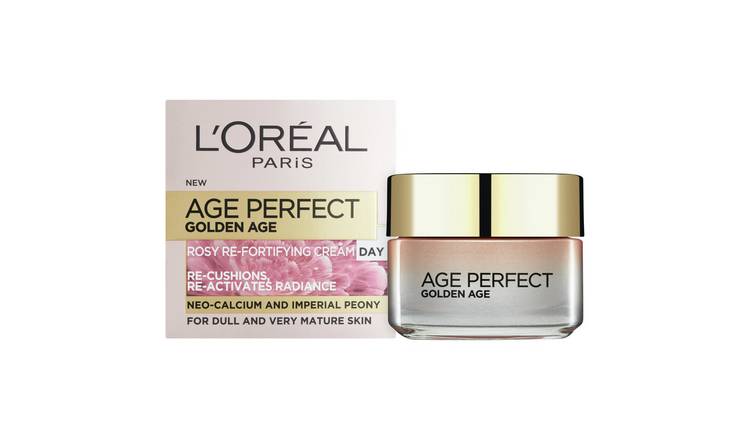 L'ORÉAL
PARiS
NEW
AGE PERFECT
GOLDEN AGE
ROSY RE-FORTIFYING CREAM DAY
RE-CUSHIONS,
RE-ACTIVATES RADIANCE
NEO-CALCIUM AND IMPERIAL PEONY
FOR DULL AND VERY MATURE SKIN
AGE PERFECT
GOLDEN AGE